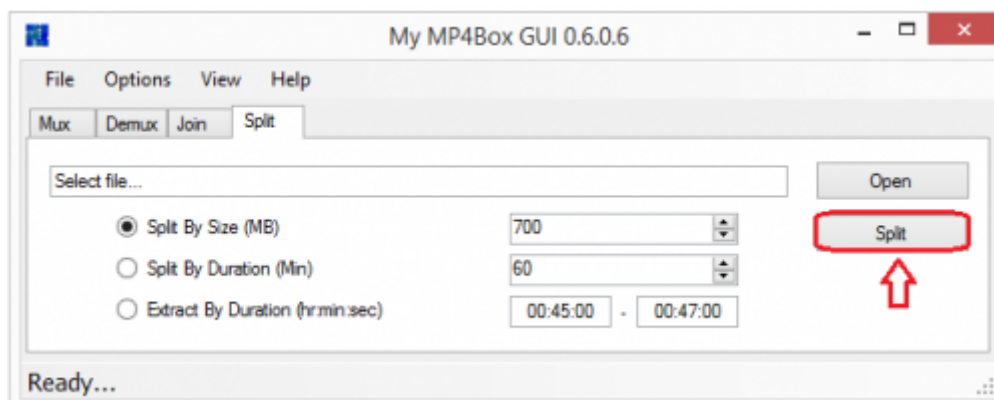 My MP4Box GUI 0.6.0.6
File Options View Help
Mux Demux Join Split
Select file... Open
Split By Size (MB) 700 Split
Split By Duration (Min) 60
Extract By Duration (hr:min:sec) 00:45:00 - 00:47:00
Ready...